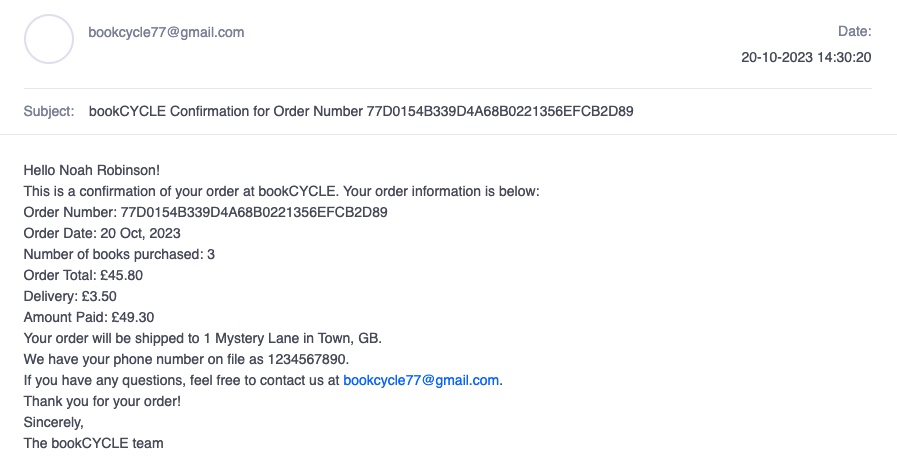 bookcycle77@gmail.com
Date:
20-10-2023 14:30:20
Subject: bookCYCLE Confirmation for Order Number 77D0154B339D4A68B0221356EFCB2D89
Hello Noah Robinson!
This is a confirmation of your order at bookCYCLE. Your order information is below:
Order Number: 77D0154B339D4A68B0221356EFCB2D89
Order Date: 20 Oct, 2023
Number of books purchased: 3
Order Total: £45.80
Delivery: £3.50
Amount Paid: £49.30
Your order will be shipped to 1 Mystery Lane in Town, GB.
We have your phone number on file as 1234567890.
If you have any questions, feel free to contact us at bookcycle77@gmail.com.
Thank you for your order!
Sincerely,
The bookCYCLE team